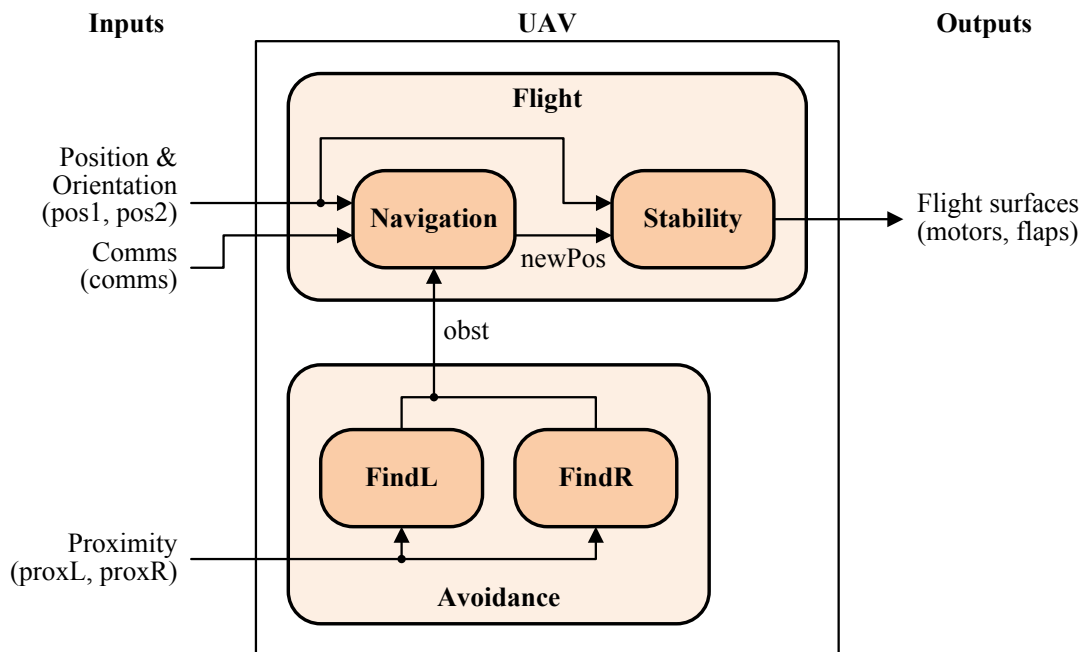 Inputs
UAV
Outputs
Flight
Position &
Orientation
(pos1, pos2)
Navigation
Stability
Flight surfaces
(motors, flaps)
Comms
(comms)
newPos
obst
FindL
FindR
Proximity
(proxL, proxR)
Avoidance